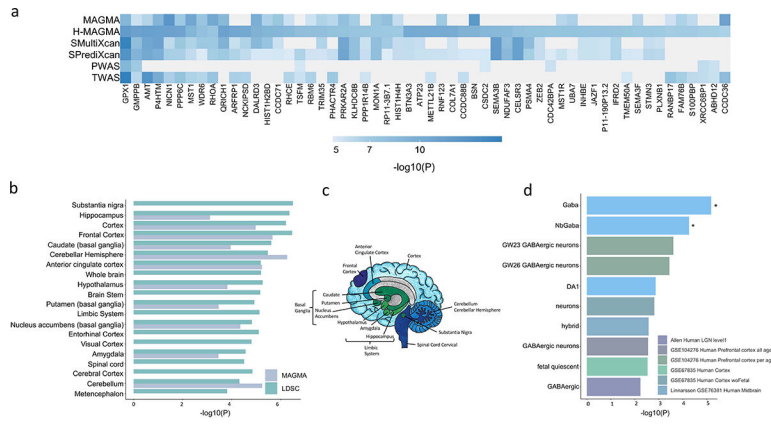 a
MAGMA
H-MAGMA
SMultiXcan
SPrediXcan
PWAS
TWAS
GPX1
GMPPB
AMT
P4HTM
NICN1
PPP6C
MST1
WDR6
RHOA
QRICH1
ARFRP1
NCKIPSD
DALRD3
HIST1H2BD
CCDC71
RHCE
TSFM
RBM6
TRIM35
PHACTR4
PRKAR2A
KLHDC8B
PPP1R14B
MON1A
RP11-3B7.1
HIST1H4H
BTN3A3
ATP23
METTL21B
RNF123
COL7A1
CCDC88B
BSN
CSDC2
SEMA3B
NDUFAF3
CELSR3
PSMA4
ZEB2
CDC42BPA
MST1R
UBA7
INHBE
JAZF1
P11-190P13.2
IFRD2
TMEM50A
SEMA3F
STMN3
PLXNB1
RANBP17
FAM76B
S100PBP
XRCC6BP1
ABHD12
CCDC36
5 7 10
-log10(P)
b
Substantia nigra
Hippocampus
Cortex
Frontal Cortex
Caudate (basal ganglia)
Cerebellar Hemisphere
Anterior cingulate cortex
Whole brain
Hypothalamus
Brain Stem
Putamen (basal ganglia)
Limbic System
Nucleus accumbens (basal ganglia)
Entorhinal Cortex
Visual Cortex
Amygdala
Spinal cord
Cerebral Cortex
Cerebellum
Metencephalon
MAGMA
LDSC
0 2 4 6
-log10(P)
c
Anterior
Cingulate Cortex
Frontal
Cortex
Cortex
Caudate
Putamen
Nucleus
Accumbens
Basal
Ganglia
Hypothalamus
Amygdala
Hippocampus
Limbic
System
Cerebellum
Cerebellar Hemisphere
Substantia Nigra
Spinal Cord Cervical
d
Gaba
*
NbGaba
*
GW23 GABAergic neurons
GW26 GABAergic neurons
DA1
neurons
hybrid
GABAergic neurons
fetal quiescent
GABAergic
Allen Human LGN level1
GSE104276 Human Prefrontal cortex all age
GSE104276 Human Prefrontal cortex per ag
GSE67835 Human Cortex
GSE67835 Human Cortex woFetal
Linnarsson GSE76381 Human Midbrain
0 1 2 3 4 5
-log10(P)